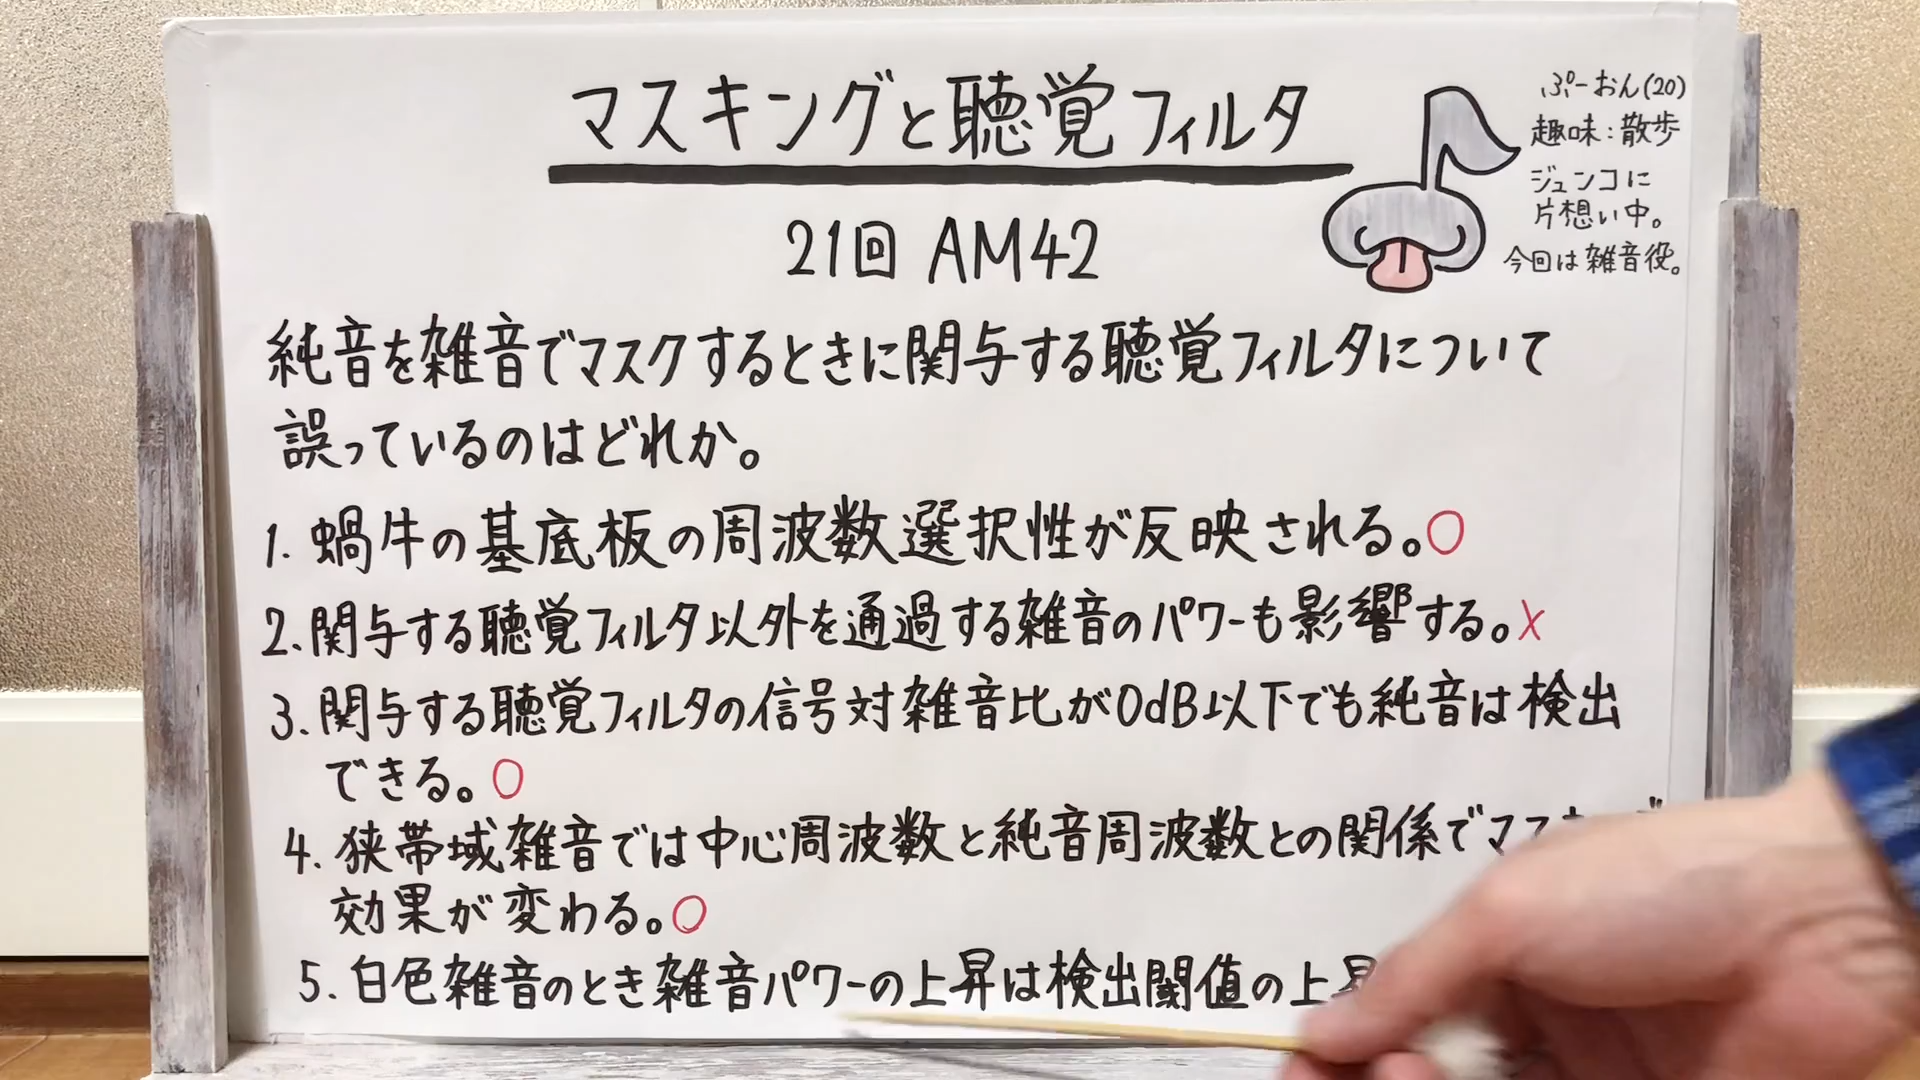 マスキングと聴覚フィルタ
ぷーおん(20)
趣味:散歩
ジュンコに
片想い中。
今回は雑音役。
21回 AM42
純音を雑音でマスクするときに関与する聴覚フィルタについて
誤っているのはどれか。
1. 蝸牛の基底板の周波数選択性が反映される。○
2. 関与する聴覚フィルタ以外を通過する雑音のパワーも影響する。×
3. 関与する聴覚フィルタの信号対雑音比が0dB以下でも純音は検出
できる。○
4. 狭帯域雑音では中心周波数と純音周波数との関係で
効果が変わる。○
5. 白色雑音のとき雑音パワーの上昇は検出閾値の上昇